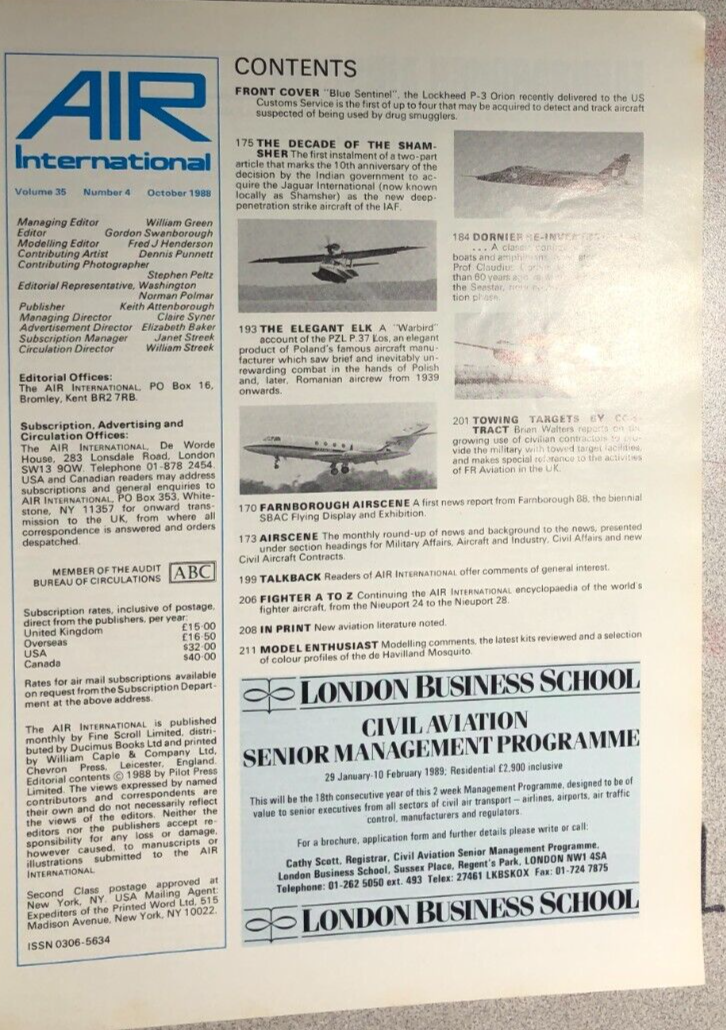 AIR
International
Volume 35 Number 4 October 1988
Managing Editor William Green
Editor Gordon Swanborough
Modelling Editor Fred J Henderson
Contributing Artist Dennis Punnett
Contributing Photographer
Stephen Peltz
Editorial Representative, Washington
Norman Polmar
Publisher Keith Attenborough
Managing Director Claire Syner
Advertisement Director Elizabeth Baker
Subscription Manager Janet Streek
Circulation Director William Streek
Editorial Offices:
The AIR INTERNATIONAL, PO Box 16,
Bromley, Kent BR2 7RB.
Subscription, Advertising and
Circulation Offices:
The AIR INTERNATIONAL, De Worde
House, 283 Lonsdale Road, London
SW13 9QW. Telephone 01-878 2454.
USA and Canadian readers may address
subscriptions and general enquiries to
AIR INTERNATIONAL, PO Box 353, White-
stone, NY 11357 for onward trans-
mission to the UK, from where all
correspondence is answered and orders
despatched.
MEMBER OF THE AUDIT
BUREAU OF CIRCULATIONS ABC
Subscription rates, inclusive of postage,
direct from the publishers, per year:
United Kingdom £15·00
Overseas £16·50
USA $32·00
Canada $40·00
Rates for air mail subscriptions available
on request from the Subscription Depart-
ment at the above address.
The AIR INTERNATIONAL is published
monthly by Fine Scroll Limited, distri-
buted by Ducimus Books Ltd and printed
by William Caple & Company Ltd,
Chevron Press, Leicester, England.
Editorial contents © 1988 by Pilot Press
Limited. The views expressed by named
contributors and correspondents are
their own and do not necessarily reflect
the views of the editors. Neither the
editors nor the publishers accept re-
sponsibility for any loss or damage,
however caused, to manuscripts or
illustrations submitted to the AIR
INTERNATIONAL.
Second Class postage approved at
New York, NY. USA Mailing Agent:
Expediters of the Printed Word Ltd, 515
Madison Avenue, New York, NY 10022.
ISSN 0306-5634
CONTENTS
FRONT COVER "Blue Sentinel", the Lockheed P-3 Orion recently delivered to the US
Customs Service is the first of up to four that may be acquired to detect and track aircraft
suspected of being used by drug smugglers.
175 THE DECADE OF THE SHAM-
SHER The first instalment of a two-part
article that marks the 10th anniversary of the
decision by the Indian government to ac-
quire the Jaguar International (now known
locally as Shamsher) as the new deep-
penetration strike aircraft of the IAF.
184 DORNIER
... A
boats and
Prof Claudius
than 60 years
the Seastar,
tion phase.
193 THE ELEGANT ELK A "Warbird"
account of the PZL P.37 Łos, an elegant
product of Poland's famous aircraft manu-
facturer which saw brief and inevitably un-
rewarding combat in the hands of Polish
and, later, Romanian aircrew from 1939
onwards.
201 TOWING TARGETS BY CON-
TRACT Brian Walters reports on the
growing use of civilian contractors to pro-
vide the military with towed target facilities,
and makes special reference to the activities
of FR Aviation in the UK.
170 FARNBOROUGH AIRSCENE A first news report from Farnborough 88, the biennial
SBAC Flying Display and Exhibition.
173 AIRSCENE The monthly round-up of news and background to the news, presented
under section headings for Military Affairs, Aircraft and Industry, Civil Affairs and new
Civil Aircraft Contracts.
199 TALKBACK Readers of AIR INTERNATIONAL offer comments of general interest.
206 FIGHTER A TO Z Continuing the AIR INTERNATIONAL encyclopaedia of the world's
fighter aircraft, from the Nieuport 24 to the Nieuport 28.
208 IN PRINT New aviation literature noted.
211 MODEL ENTHUSIAST Modelling comments, the latest kits reviewed and a selection
of colour profiles of the de Havilland Mosquito.
LONDON BUSINESS SCHOOL
CIVIL AVIATION
SENIOR MANAGEMENT PROGRAMME
29 January-10 February 1989; Residential £2,900 inclusive
This will be the 18th consecutive year of this 2 week Management Programme, designed to be of
value to senior executives from all sectors of civil air transport – airlines, airports, air traffic
control, manufacturers and regulators.
For a brochure, application form and further details please write or call:
Cathy Scott, Registrar, Civil Aviation Senior Management Programme,
London Business School, Sussex Place, Regent's Park, LONDON NW1 4SA
Telephone: 01-262 5050 ext. 493 Telex: 27461 LKBSKOX Fax: 01-724 7875
LONDON BUSINESS SCHOOL